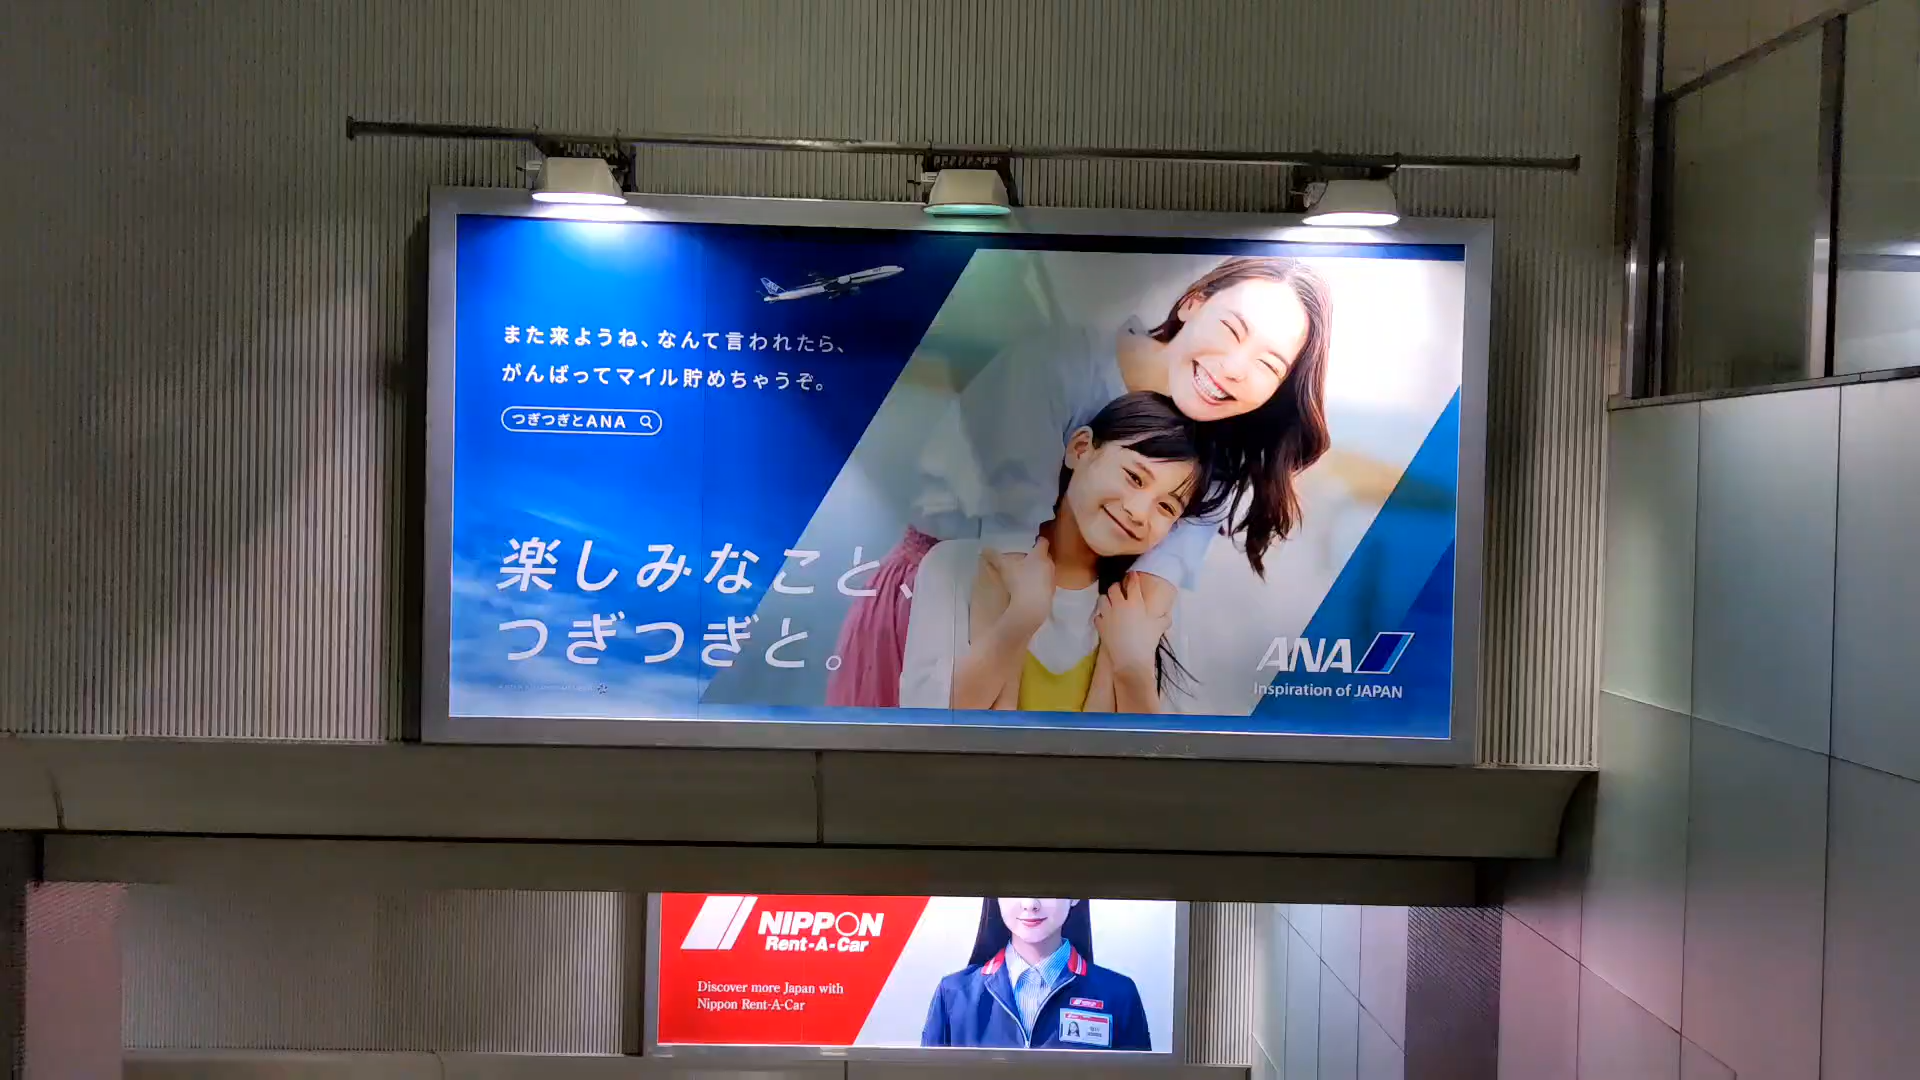 また来ようね、なんて言われたら、
がんばってマイル貯めちゃうぞ。
つぎつぎとANA
楽しみなこと、
つぎつぎと。
ANA
Inspiration of JAPAN
NIPPON
Rent-A-Car
Discover more Japan with
Nippon Rent-A-Car